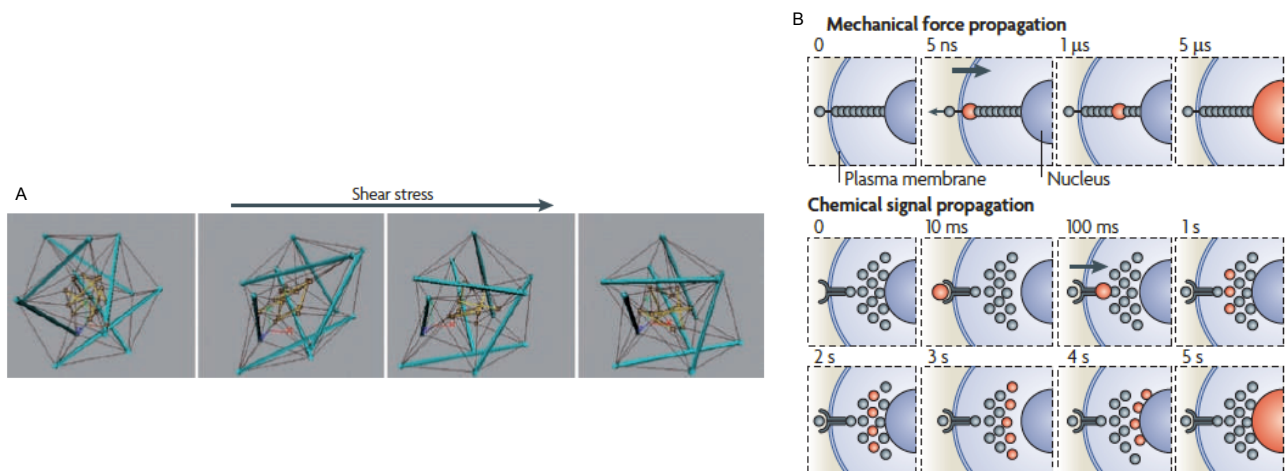 A
Shear stress
B
Mechanical force propagation
0 5 ns 1 μs 5 μs
Plasma membrane Nucleus
Chemical signal propagation
0 10 ms 100 ms 1 s
2 s 3 s 4 s 5 s